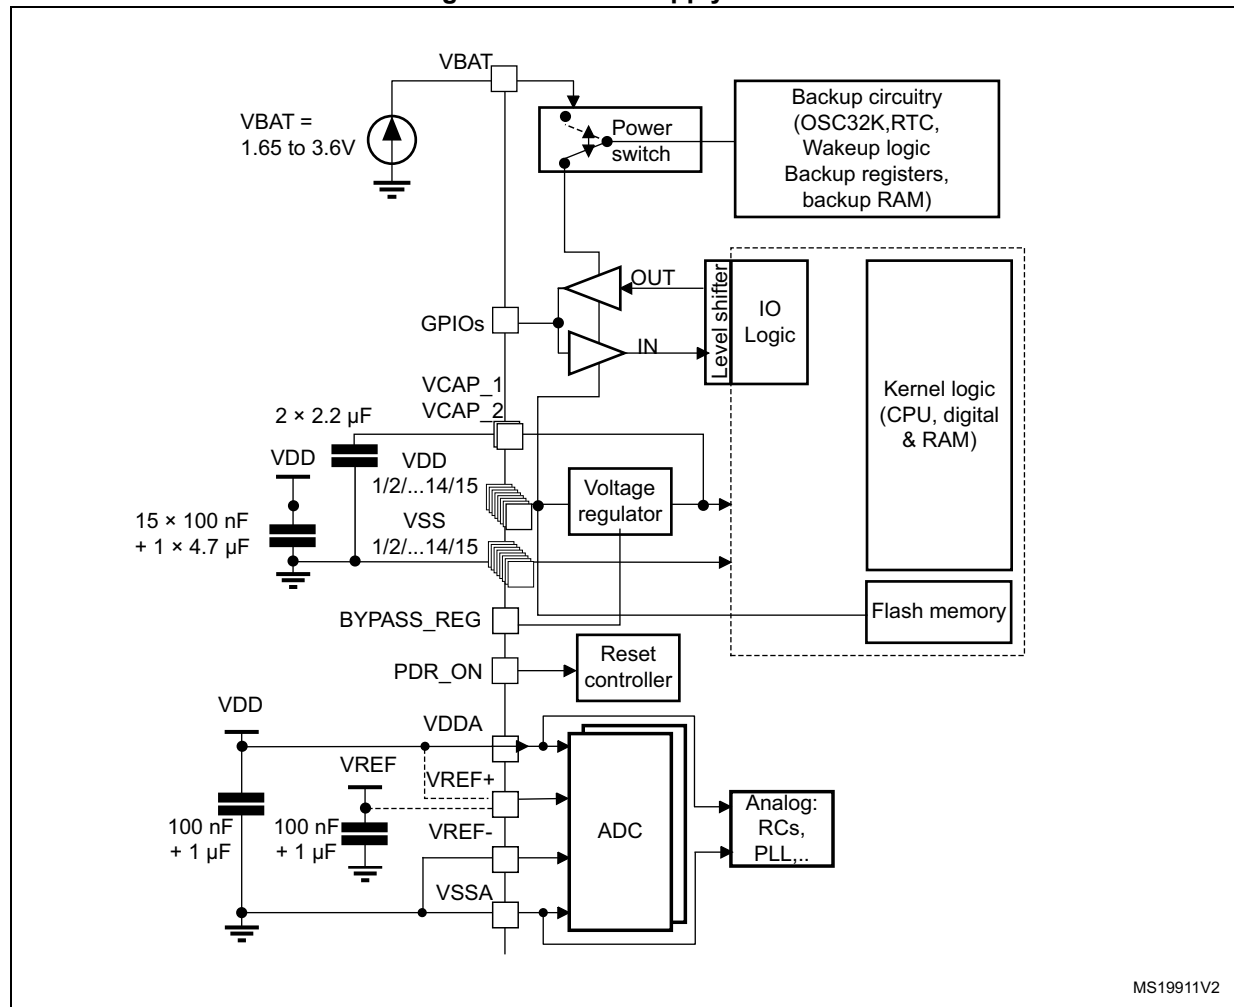 VBAT
VBAT =
1.65 to 3.6V
Power
switch
Backup circuitry
(OSC32K,RTC,
Wakeup logic
Backup registers,
backup RAM)
OUT
Level shifter
IO
Logic
GPIOs
IN
Kernel logic
(CPU, digital
& RAM)
VCAP_1
VCAP_2
2 × 2.2 μF
VDD
VDD
1/2/...14/15
Voltage
regulator
15 × 100 nF
+ 1 × 4.7 μF
VSS
1/2/...14/15
Flash memory
BYPASS_REG
Reset
controller
PDR_ON
VDD
VDDA
VREF
VREF+
100 nF
+ 1 μF
100 nF
+ 1 μF
VREF-
ADC
Analog:
RCs,
PLL,..
VSSA
MS19911V2